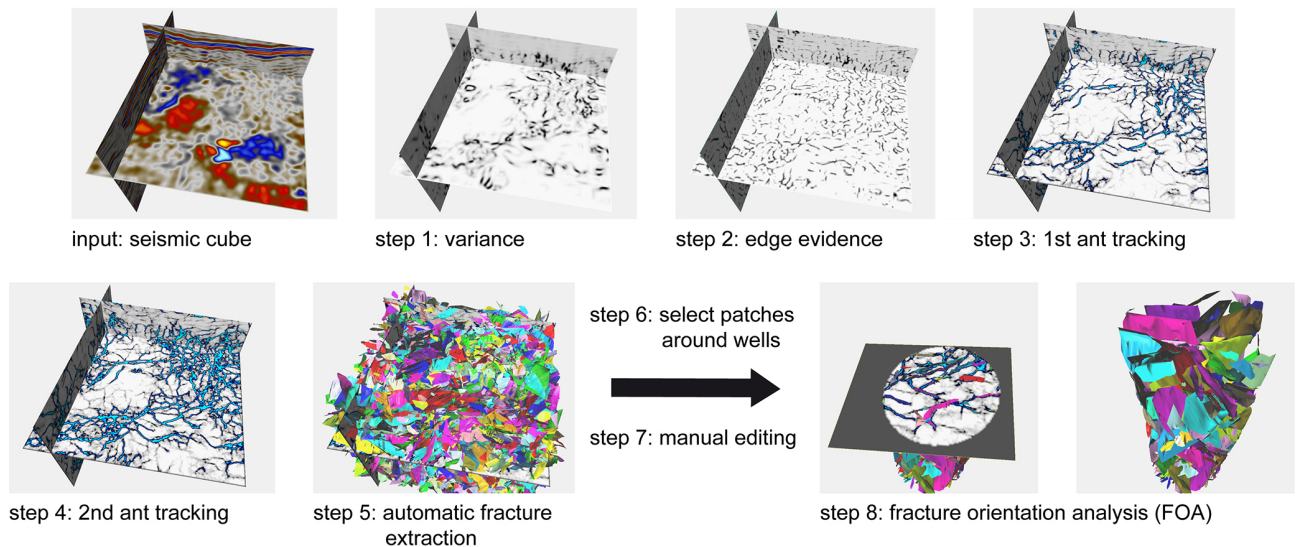 input: seismic cube
step 1: variance
step 2: edge evidence
step 3: 1st ant tracking
step 4: 2nd ant tracking
step 5: automatic fracture
extraction
step 6: select patches
around wells
step 7: manual editing
step 8: fracture orientation analysis (FOA)